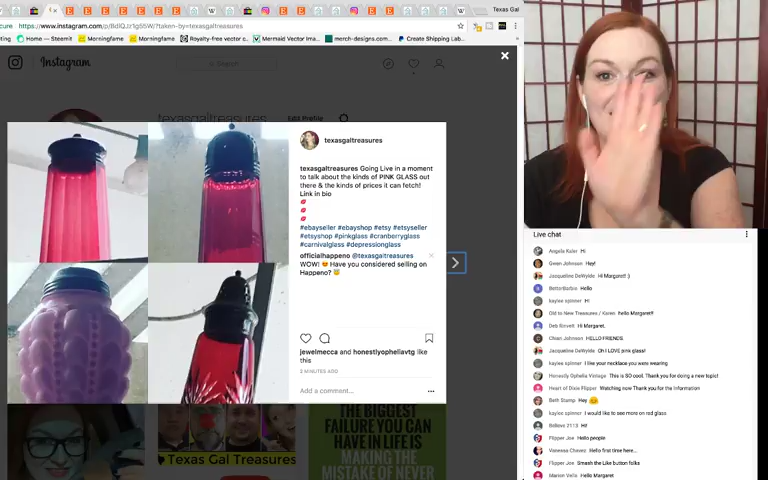 Texas Gal
cure https://www.instagram.com/p/BdlQJz1gS5W/?taken-by=texasgaltreasures
Home — Steemit Morningfame Morningfame Royalty-free vector c Mermaid Vector Ima... merch-designs.com... Create Shipping Lab...
Instagram
Search
texasgaltreasures Edit Profile
texasgaltreasures
texasgaltreasures Going Live in a moment
to talk about the kinds of PINK GLASS out
there & the kinds of prices it can fetch!
Link in bio
#ebayseller #ebayshop #etsy #etsyseller
#etsyshop #pinkglass #cranberryglass
#carnivalglass #depressionglass
officialhappeno @texasgaltreasures
WOW! 😍 Have you considered selling on
Happeno? 😇
jewelmecca and honestlyopheliavtg like
this
2 MINUTES AGO
Add a comment...
Texas Gal Treasures
THE BIGGEST
FAILURE YOU
CAN HAVE IN LIFE
IS MAKING THE
MISTAKE OF NEVER
Live chat
Angela Kuler Hi
Gwen Johnson Hey!
Jacqueline DeWylde Hi Margaret! :)
BetterBarbie Hello
kaylee spinner Hi
Old to New Treasures / Karen hello Margaret!!
Deb Rovett Hi Margaret.
Chean Johnson HELLO FRIENDS
Jacqueline DeWylde Oh I LOVE pink glass!
kaylee spinner I like your necklace you were wearing
Honestly Ophelia Vintage This is SO cool. Thank you for doing a new topic!
Heart of Dixie Flipper Watching now Thank you for the Information
Beth Stamp Hey 😊
kaylee spinner I would like to see more on red glass
Believe 2113 Hi!
Flipper Joe Hello people
Vanessa Chaves Hello first time here...
Flipper Joe Smash the Like button folks
Marion Vella Hello Margaret